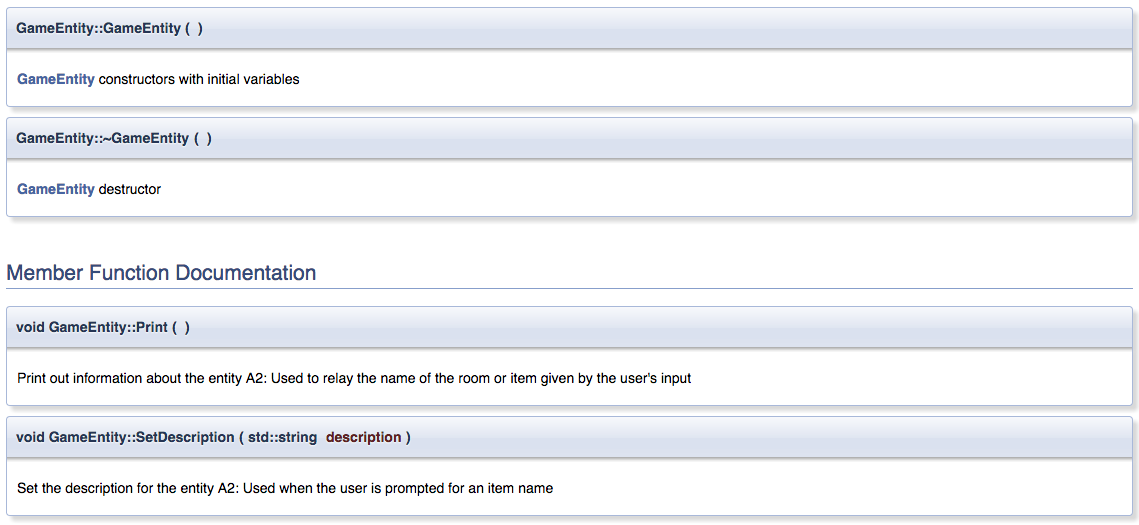 GameEntity::GameEntity ( )
GameEntity constructors with initial variables
GameEntity::~GameEntity ( )
GameEntity destructor
Member Function Documentation
void GameEntity::Print ( )
Print out information about the entity A2: Used to relay the name of the room or item given by the user's input
void GameEntity::SetDescription ( std::string description )
Set the description for the entity A2: Used when the user is prompted for an item name